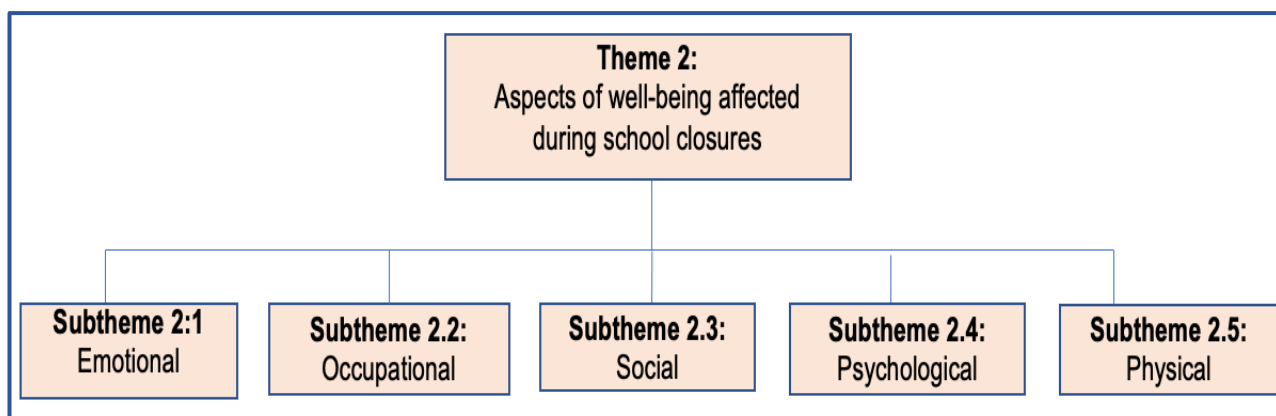 Theme 2:
Aspects of well-being affected
during school closures
Subtheme 2:1
Emotional
Subtheme 2.2:
Occupational
Subtheme 2.3:
Social
Subtheme 2.4:
Psychological
Subtheme 2.5:
Physical